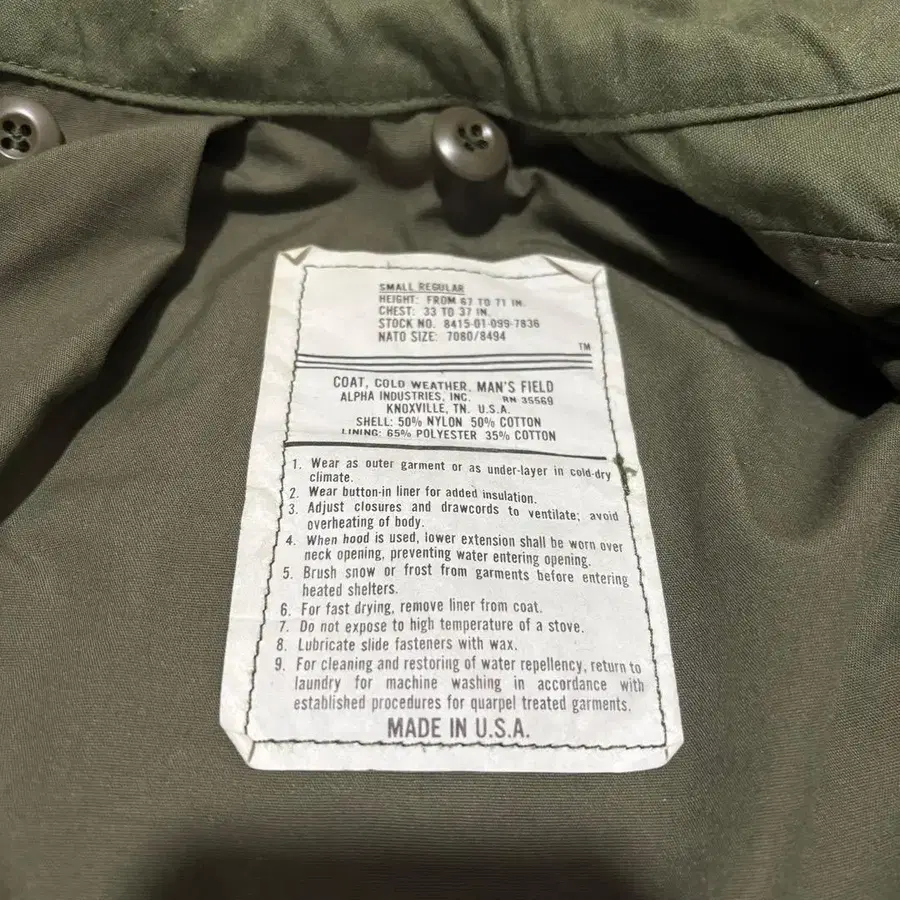 SMALL REGULAR
HEIGHT: FROM 67 TO 71 IN.
CHEST: 33 TO 37 IN.
STOCK NO. 8415-01-099-7836
NATO SIZE: 7080/8494
TM
COAT, COLD WEATHER, MAN'S FIELD
ALPHA INDUSTRIES, INC. RN 35569
KNOXVILLE, TN. U.S.A.
SHELL: 50% NYLON 50% COTTON
LINING: 65% POLYESTER 35% COTTON
1. Wear as outer garment or as under-layer in cold-dry
climate.
2. Wear button-in liner for added insulation.
3. Adjust closures and drawcords to ventilate; avoid
overheating of body.
4. When hood is used, lower extension shall be worn over
neck opening, preventing water entering opening.
5. Brush snow or frost from garments before entering
heated shelters.
6. For fast drying, remove liner from coat.
7. Do not expose to high temperature of a stove.
8. Lubricate slide fasteners with wax.
9. For cleaning and restoring of water repellency, return to
laundry for machine washing in accordance with
established procedures for quarpel treated garments.
MADE IN U.S.A.